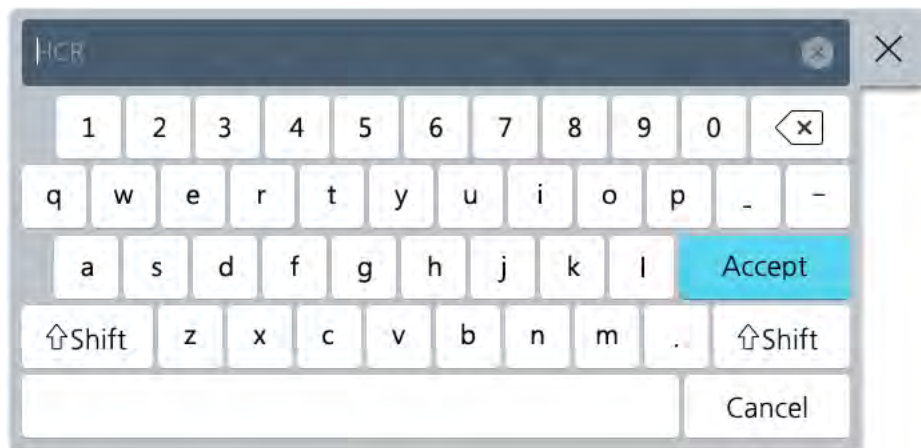 HCR
1 2 3 4 5 6 7 8 9 0
q w e r t y u i o p _ –
a s d f g h j k l Accept
Shift z x c v b n m . Shift
Cancel